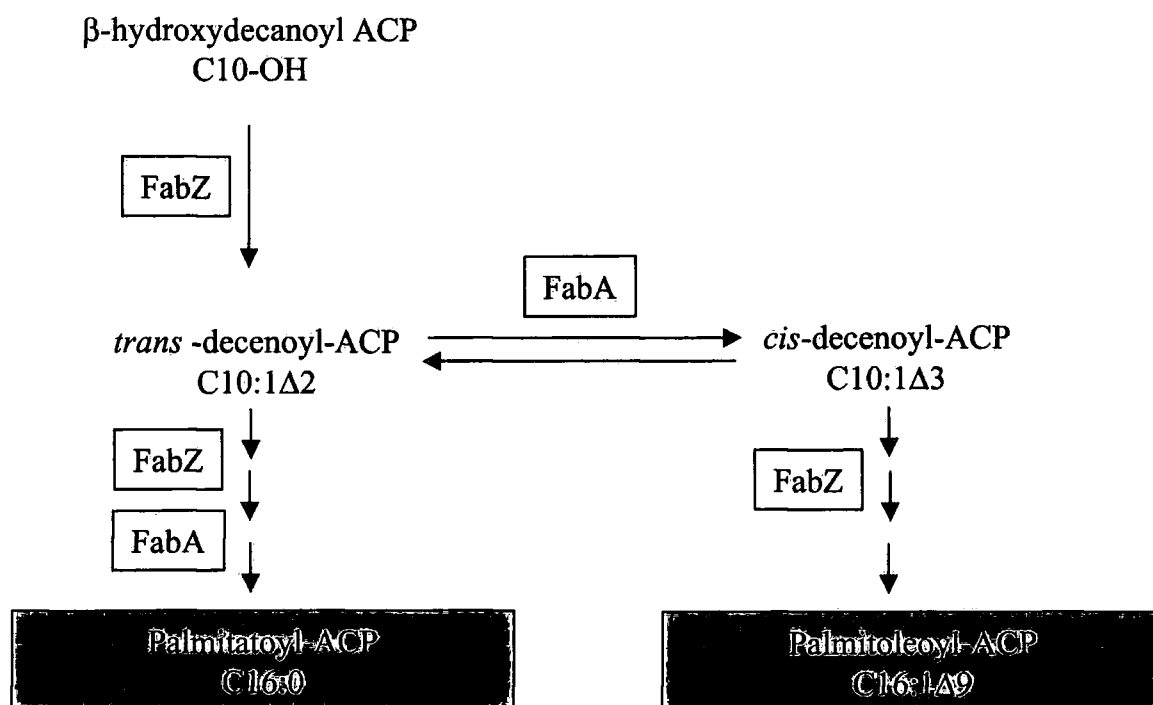 β-hydroxydecanoyl ACP
C10-OH
FabZ
FabA
trans -decenoyl-ACP
C10:1Δ2
cis-decenoyl-ACP
C10:1Δ3
FabZ
FabZ
FabA
Palmitatoyl-ACP
C16:0
Palmitoleoyl-ACP
C16:1Δ9